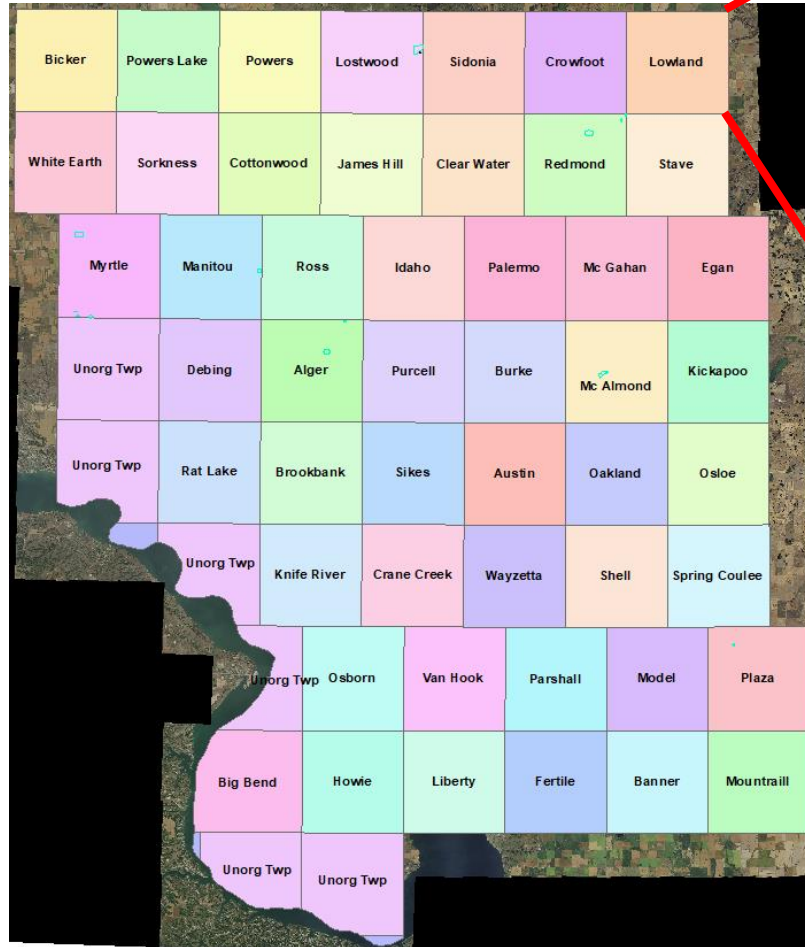 Bicker Powers Lake Powers Lostwood Sidonia Crowfoot Lowland
White Earth Sorkness Cottonwood James Hill Clear Water Redmond Stave
Myrtle Manitou Ross Idaho Palermo Mc Gahan Egan
Unorg Twp Debing Alger Purcell Burke Mc Almond Kickapoo
Unorg Twp Rat Lake Brookbank Sikes Austin Oakland Osloe
Unorg Twp Knife River Crane Creek Wayzetta Shell Spring Coulee
Unorg Twp Osborn Van Hook Parshall Model Plaza
Big Bend Howie Liberty Fertile Banner Mountraill
Unorg Twp Unorg Twp